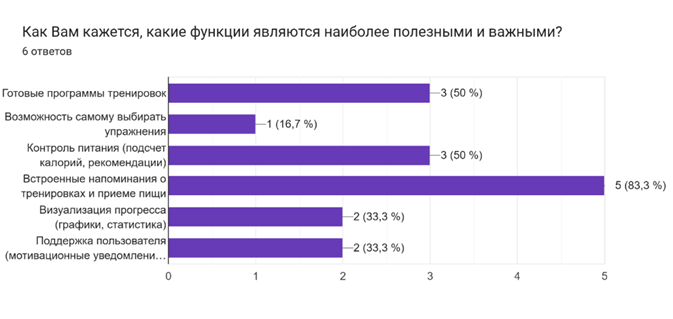 Как Вам кажется, какие функции являются наиболее полезными и важными?
6 ответов
Готовые программы тренировок
3 (50 %)
Возможность самому выбирать
упражнения
1 (16,7 %)
Контроль питания (подсчет
калорий, рекомендации)
3 (50 %)
Встроенные напоминания о
тренировках и приеме пищи
5 (83,3 %)
Визуализация прогресса
(графики, статистика)
2 (33,3 %)
Поддержка пользователя
(мотивационные уведомлени…
2 (33,3 %)
0 1 2 3 4 5